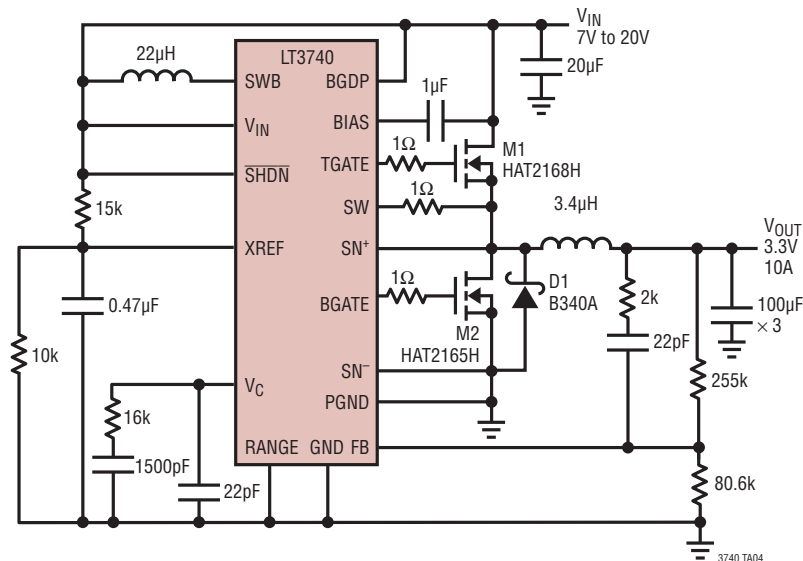 V_IN
7V to 20V
22µH
LT3740
SWB
BGDP
20µF
1µF
V_IN
BIAS
M1
HAT2168H
1Ω
TGATE
SHDN
1Ω
15k
SW
3.4µH
V_OUT
3.3V
10A
XREF
SN⁺
1Ω
D1
B340A
0.47µF
BGATE
2k
100µF
× 3
10k
M2
HAT2165H
22pF
SN⁻
255k
V_C
PGND
16k
RANGE
GND
FB
1500pF
22pF
80.6k
3740 TA04